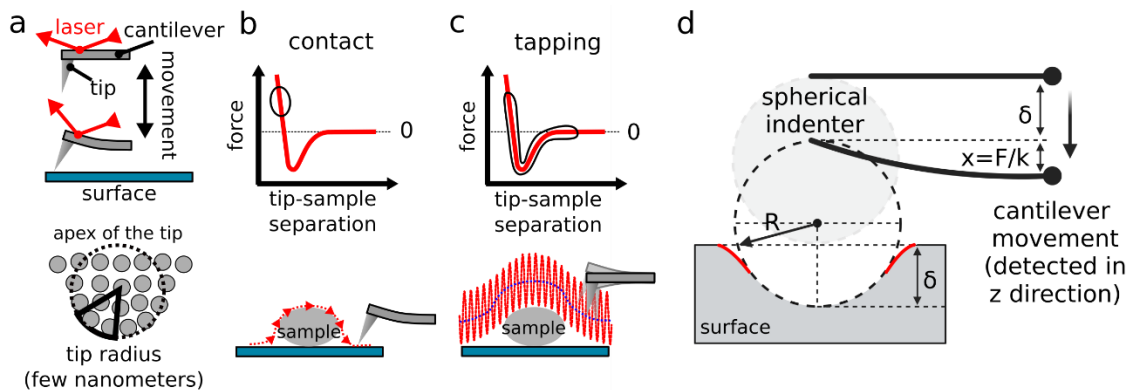 a
laser
cantilever
tip
movement
surface
apex of the tip
tip radius
(few nanometers)
b
contact
force
0
tip-sample
separation
sample
c
tapping
force
0
tip-sample
separation
sample
d
spherical
indenter
δ
x=F/k
R
cantilever
movement
(detected in
z direction)
δ
surface